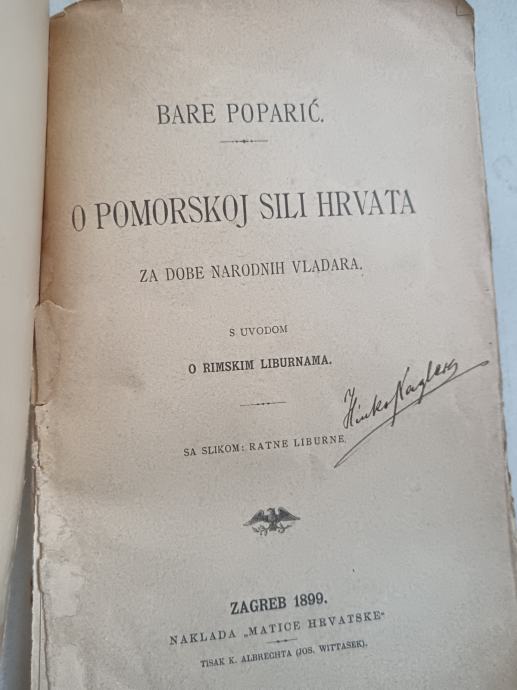 BARE POPARIĆ.
O POMORSKOJ SILI HRVATA
ZA DOBE NARODNIH VLADARA.
S UVODOM
O RIMSKIM LIBURNAMA.
Hinko
SA SLIKOM: RATNE LIBURNE.
ZAGREB 1899.
NAKLADA „MATICE HRVATSKE“
TISAK K. ALBRECHTA (JOS. WITTASEK).